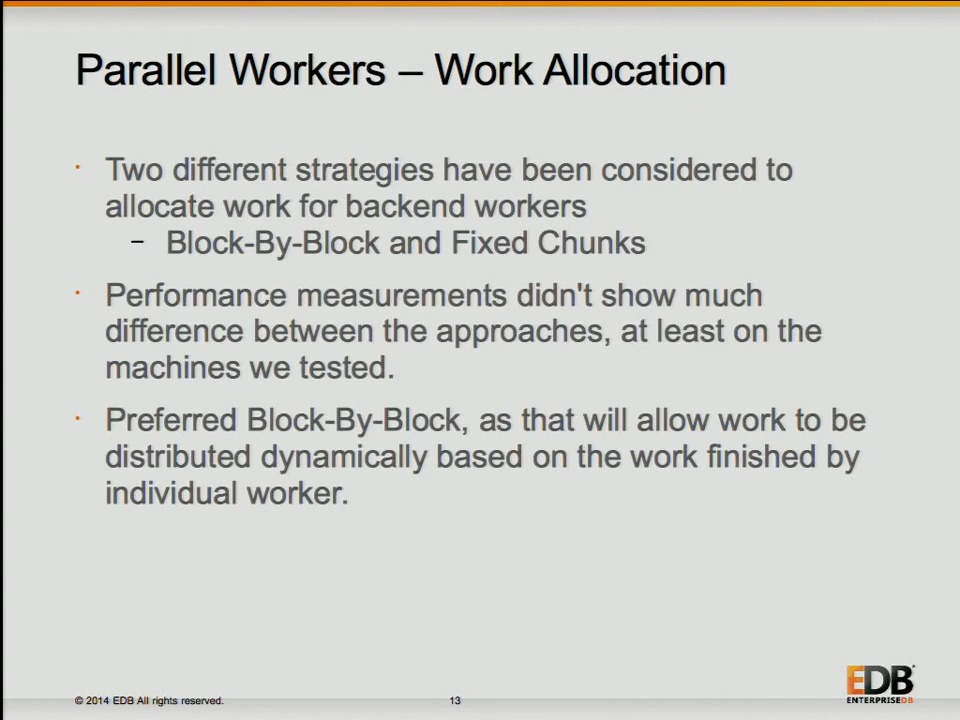 Parallel Workers – Work Allocation
· Two different strategies have been considered to
allocate work for backend workers
– Block-By-Block and Fixed Chunks
· Performance measurements didn't show much
difference between the approaches, at least on the
machines we tested.
· Preferred Block-By-Block, as that will allow work to be
distributed dynamically based on the work finished by
individual worker.
EDB
ENTERPRISEDB
© 2014 EDB All rights reserved.
13